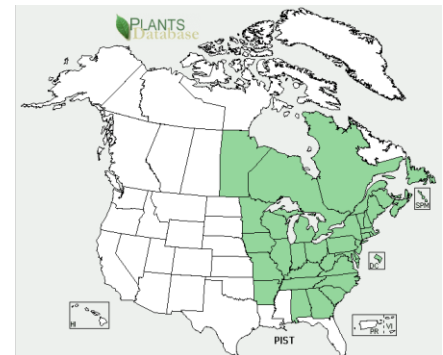 PLANTS
Database
SPM
DC
HI
PR
VI
PIST